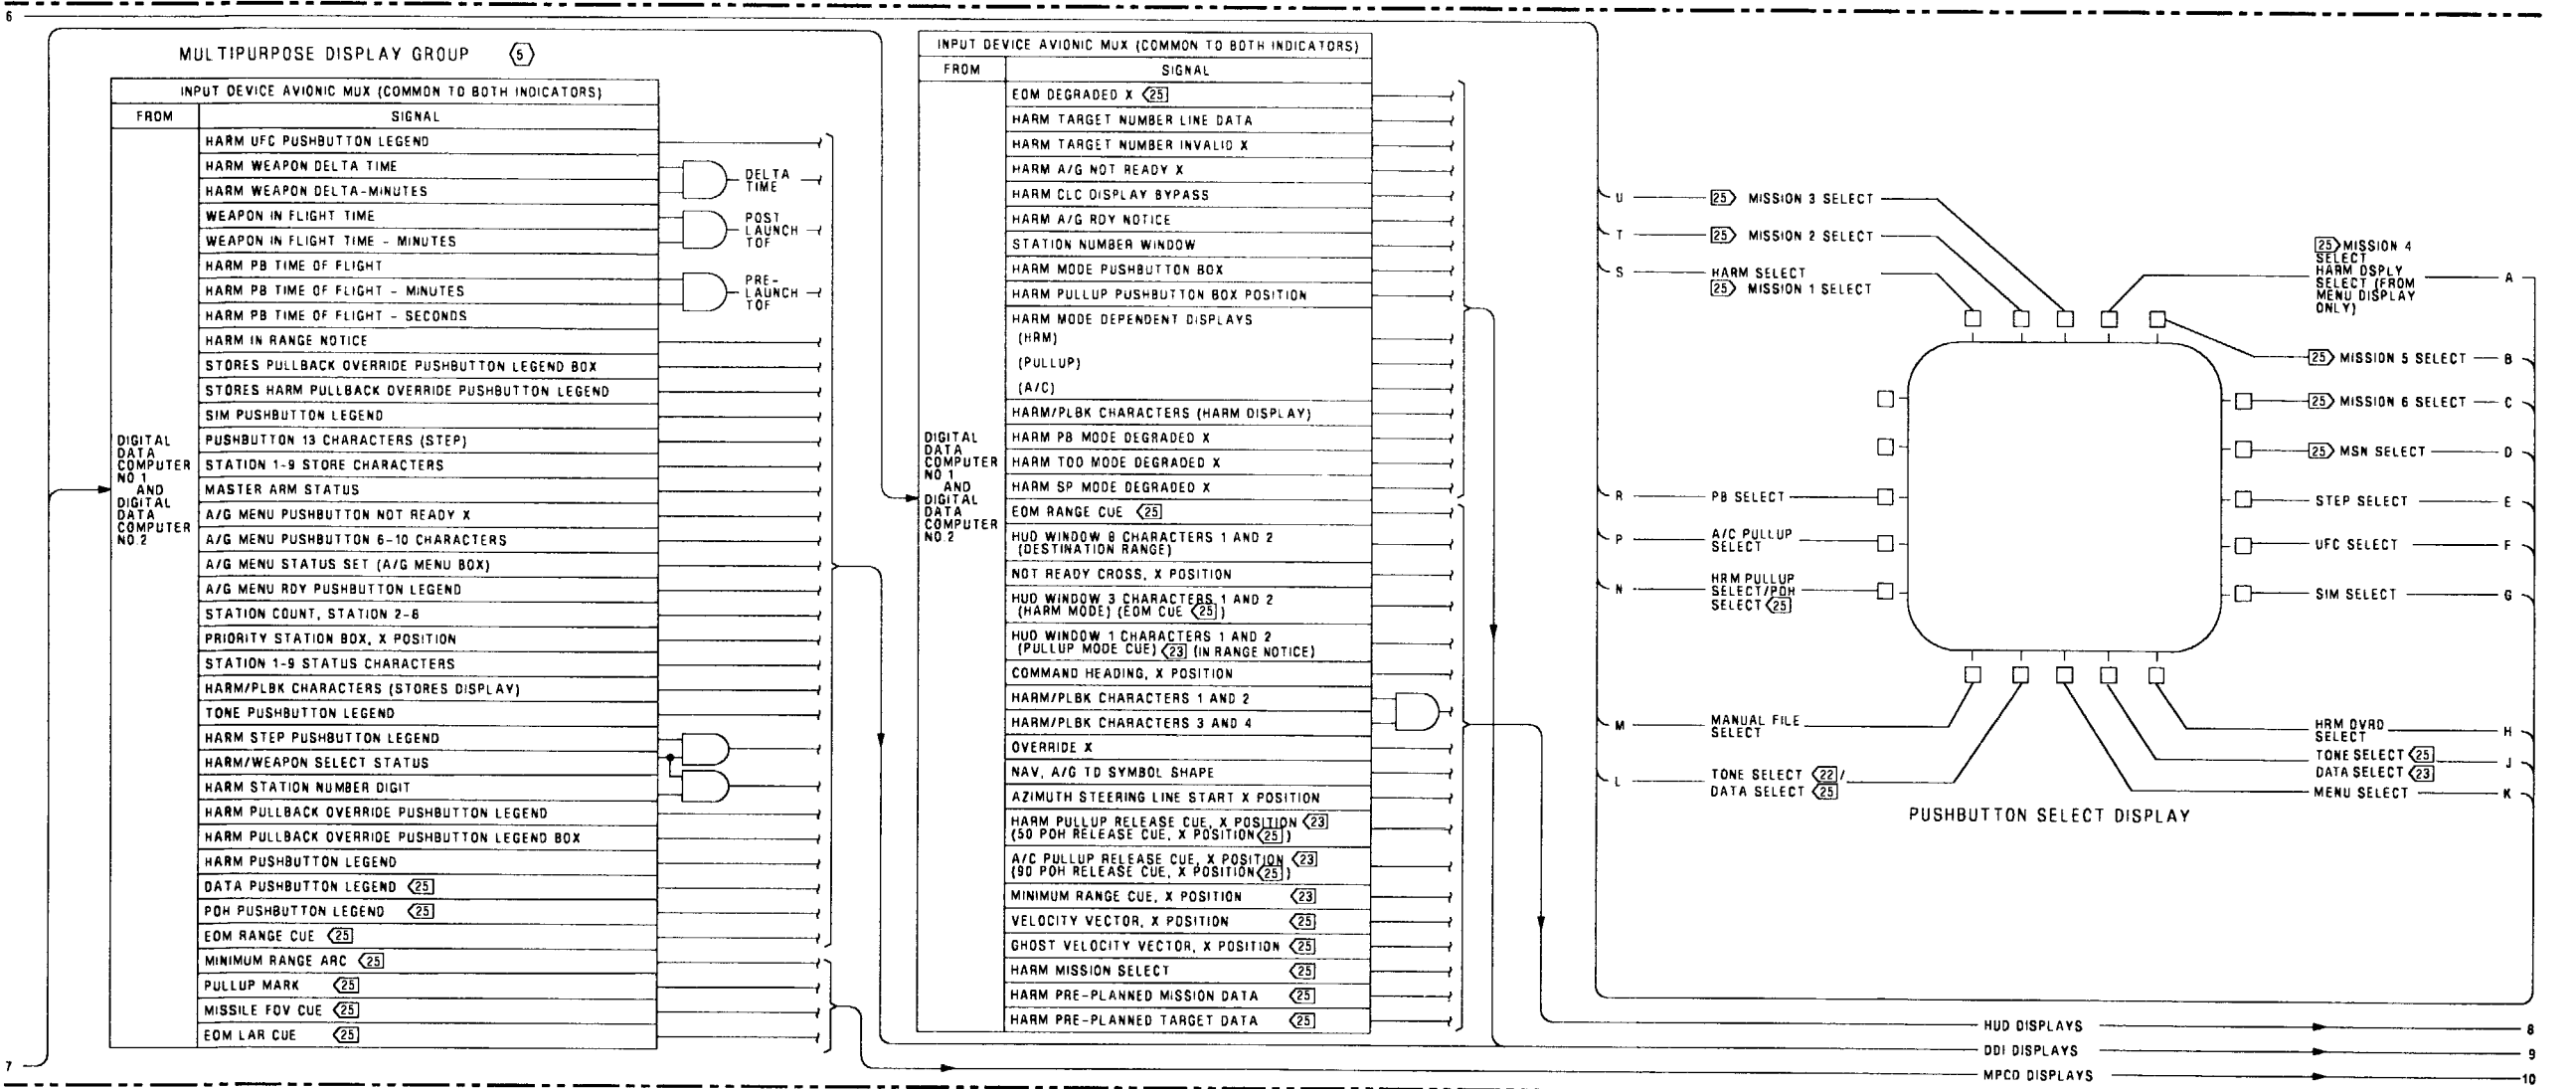 6
MULTIPURPOSE DISPLAY GROUP 5
INPUT DEVICE AVIONIC MUX (COMMON TO BOTH INDICATORS)
FROM SIGNAL
DIGITAL
DATA
COMPUTER
NO.1
AND
DIGITAL
DATA
COMPUTER
NO.2
HARM UFC PUSHBUTTON LEGEND
HARM WEAPON DELTA TIME
HARM WEAPON DELTA-MINUTES
DELTA
TIME
WEAPON IN FLIGHT TIME
WEAPON IN FLIGHT TIME - MINUTES
POST
LAUNCH
TOF
HARM PB TIME OF FLIGHT
HARM PB TIME OF FLIGHT - MINUTES
HARM PB TIME OF FLIGHT - SECONDS
PRE-
LAUNCH
TOF
HARM IN RANGE NOTICE
STORES PULLBACK OVERRIDE PUSHBUTTON LEGEND BOX
STORES HARM PULLBACK OVERRIDE PUSHBUTTON LEGEND
SIM PUSHBUTTON LEGEND
PUSHBUTTON 13 CHARACTERS (STEP)
STATION 1-9 STORE CHARACTERS
MASTER ARM STATUS
A/G MENU PUSHBUTTON NOT READY X
A/G MENU PUSHBUTTON 6-10 CHARACTERS
A/G MENU STATUS SET (A/G MENU BOX)
A/G MENU RDY PUSHBUTTON LEGEND
STATION COUNT, STATION 2-8
PRIORITY STATION BOX, X POSITION
STATION 1-9 STATUS CHARACTERS
HARM/PLBK CHARACTERS (STORES DISPLAY)
TONE PUSHBUTTON LEGEND
HARM STEP PUSHBUTTON LEGEND
HARM/WEAPON SELECT STATUS
HARM STATION NUMBER DIGIT
HARM PULLBACK OVERRIDE PUSHBUTTON LEGEND
HARM PULLBACK OVERRIDE PUSHBUTTON LEGEND BOX
HARM PUSHBUTTON LEGEND
DATA PUSHBUTTON LEGEND 25
POH PUSHBUTTON LEGEND 25
EOM RANGE CUE 25
MINIMUM RANGE ARC 25
PULLUP MARK 25
MISSILE FOV CUE 25
EOM LAR CUE 25
7
INPUT DEVICE AVIONIC MUX (COMMON TO BOTH INDICATORS)
FROM SIGNAL
DIGITAL
DATA
COMPUTER
NO.1
AND
DIGITAL
DATA
COMPUTER
NO.2
EOM DEGRADED X 25
HARM TARGET NUMBER LINE DATA
HARM TARGET NUMBER INVALID X
HARM A/G NOT READY X
HARM CLC DISPLAY BYPASS
HARM A/G RDY NOTICE
STATION NUMBER WINDOW
HARM MODE PUSHBUTTON BOX
HARM PULLUP PUSHBUTTON BOX POSITION
HARM MODE DEPENDENT DISPLAYS
(HRM)
(PULLUP)
(A/C)
HARM/PLBK CHARACTERS (HARM DISPLAY)
HARM PB MODE DEGRADED X
HARM TOO MODE DEGRADED X
HARM SP MODE DEGRADED X
EOM RANGE CUE 25
HUD WINDOW 8 CHARACTERS 1 AND 2
(DESTINATION RANGE)
NOT READY CROSS, X POSITION
HUD WINDOW 3 CHARACTERS 1 AND 2
(HARM MODE) (EOM CUE 25)
HUD WINDOW 1 CHARACTERS 1 AND 2
(PULLUP MODE CUE) 23 (IN RANGE NOTICE)
COMMAND HEADING, X POSITION
HARM/PLBK CHARACTERS 1 AND 2
HARM/PLBK CHARACTERS 3 AND 4
OVERRIDE X
NAV, A/G TD SYMBOL SHAPE
AZIMUTH STEERING LINE START X POSITION
HARM PULLUP RELEASE CUE, X POSITION 23
(50 POH RELEASE CUE, X POSITION 25)
A/C PULLUP RELEASE CUE, X POSITION 23
(90 POH RELEASE CUE, X POSITION 25)
MINIMUM RANGE CUE, X POSITION 23
VELOCITY VECTOR, X POSITION 25
GHOST VELOCITY VECTOR, X POSITION 25
HARM MISSION SELECT 25
HARM PRE-PLANNED MISSION DATA 25
HARM PRE-PLANNED TARGET DATA 25
U 25 MISSION 3 SELECT
T 25 MISSION 2 SELECT
S HARM SELECT
25 MISSION 1 SELECT
R PB SELECT
P A/C PULLUP
SELECT
N HRM PULLUP
SELECT/POH
SELECT 25
M MANUAL FILE
SELECT
L TONE SELECT 22 /
DATA SELECT 25
25 MISSION 4
SELECT
HARM DSPLY
SELECT (FROM
MENU DISPLAY
ONLY)
A
25 MISSION 5 SELECT B
25 MISSION 6 SELECT C
25 MSN SELECT D
STEP SELECT E
UFC SELECT F
SIM SELECT G
HRM OVRD
SELECT
H
TONE SELECT 25
DATA SELECT 23
J
MENU SELECT K
PUSHBUTTON SELECT DISPLAY
HUD DISPLAYS 8
DDI DISPLAYS 9
MPCD DISPLAYS 10